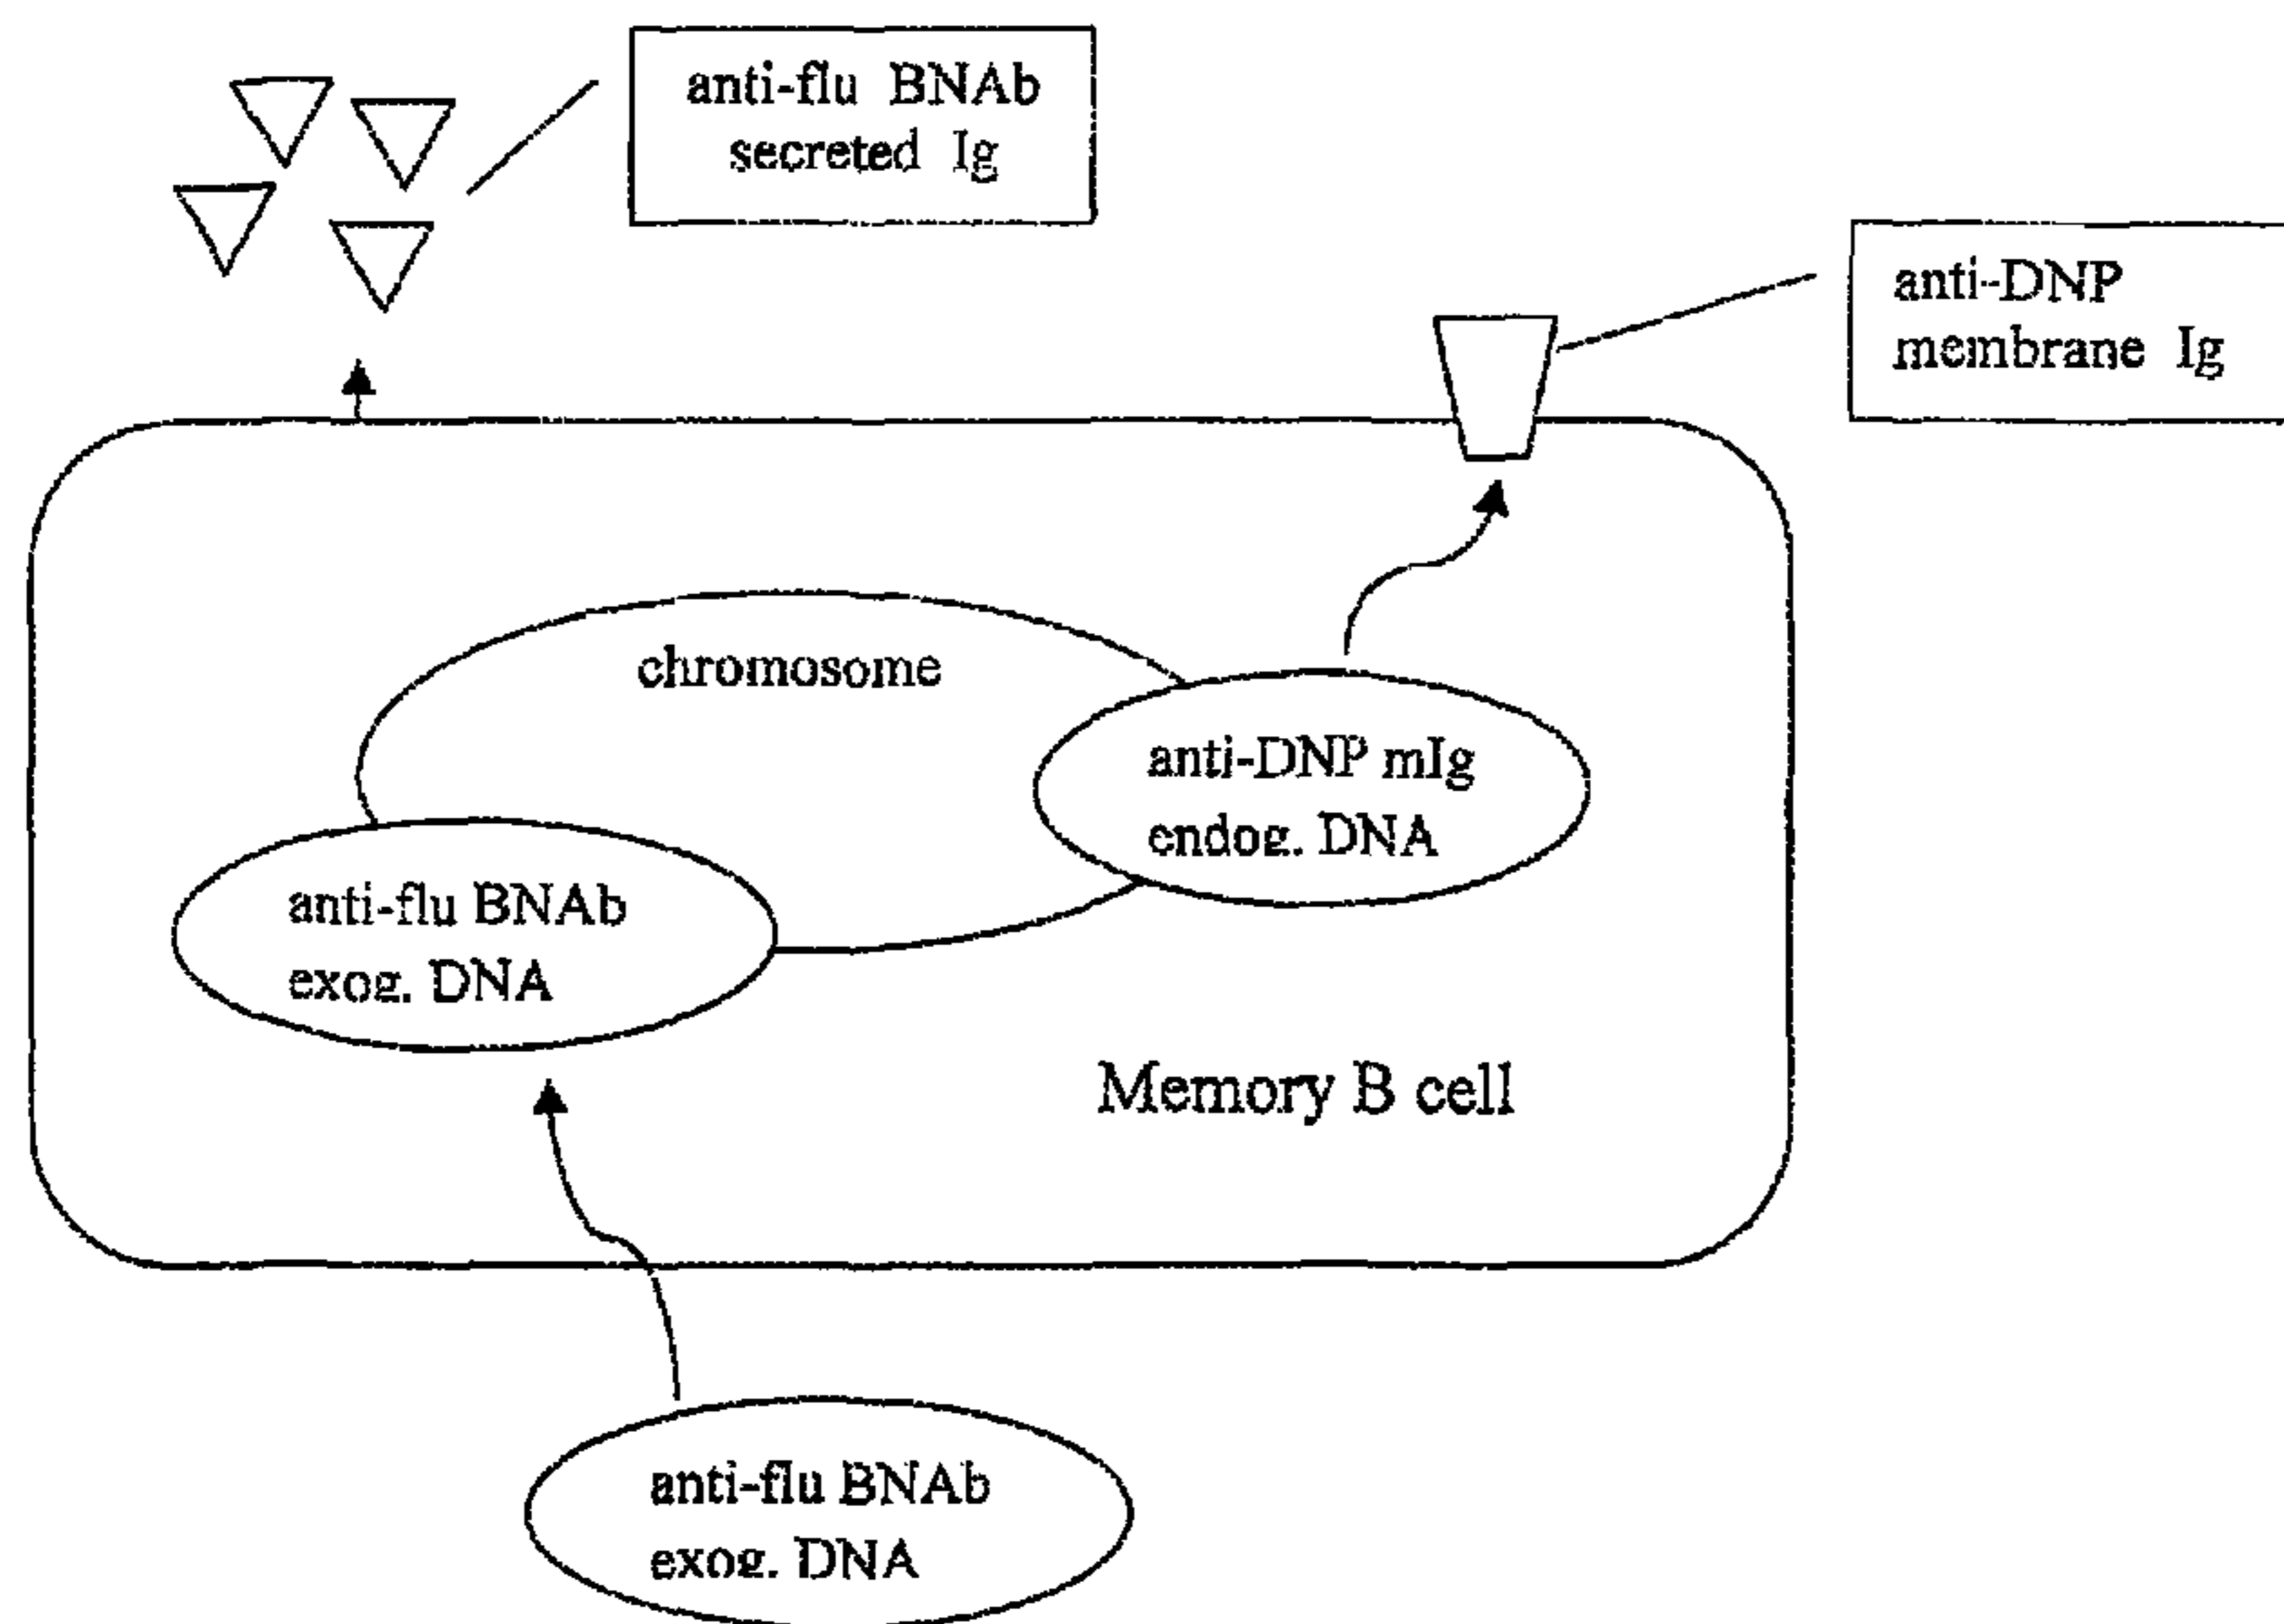 anti-flu BNAb
secreted Ig
anti-DNP
membrane Ig
chromosome
anti-DNP mIg
endog. DNA
anti-flu BNAb
exog. DNA
Memory B cell
anti-flu BNAb
exog. DNA